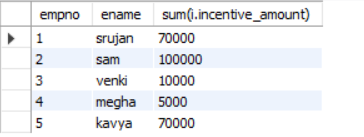 empno ename sum(i.incentive_amount)
1 srujan 70000
2 sam 100000
3 venki 10000
4 megha 5000
5 kavya 70000